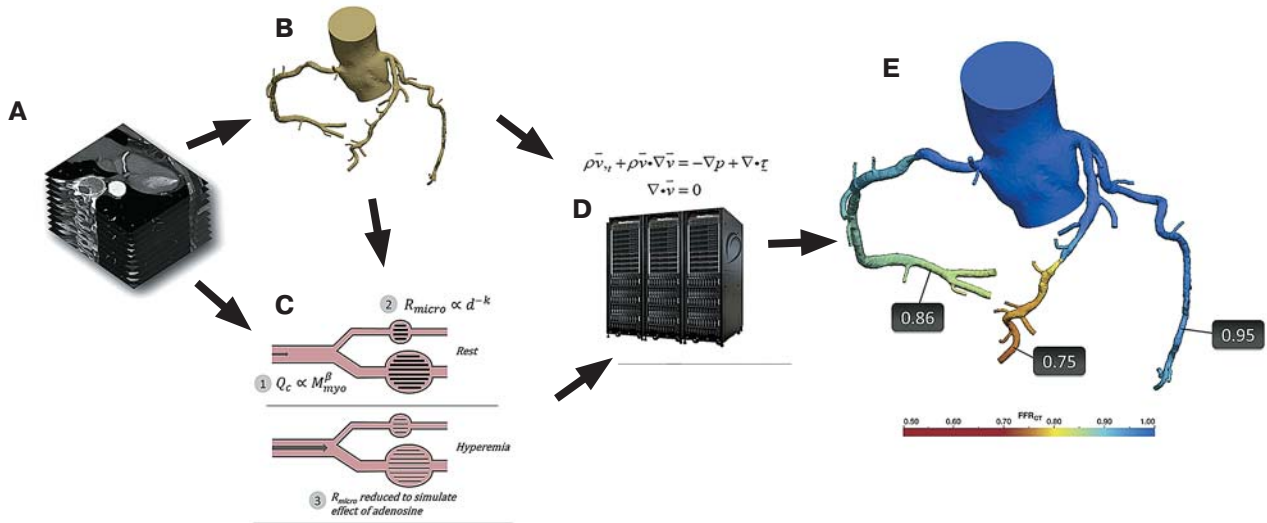 A
B
C
2 R_micro ∝ d^−k
Rest
1 Q_c ∝ M_myo^β
Hyperemia
3 R_micro reduced to simulate
effect of adenosine
ρv̄,_t + ρv̄•∇v̄ = −∇p + ∇•τ̲
∇•v̄ = 0
D
E
0.86
0.75
0.95
FFR_CT
0.50 0.60 0.70 0.80 0.90 1.00